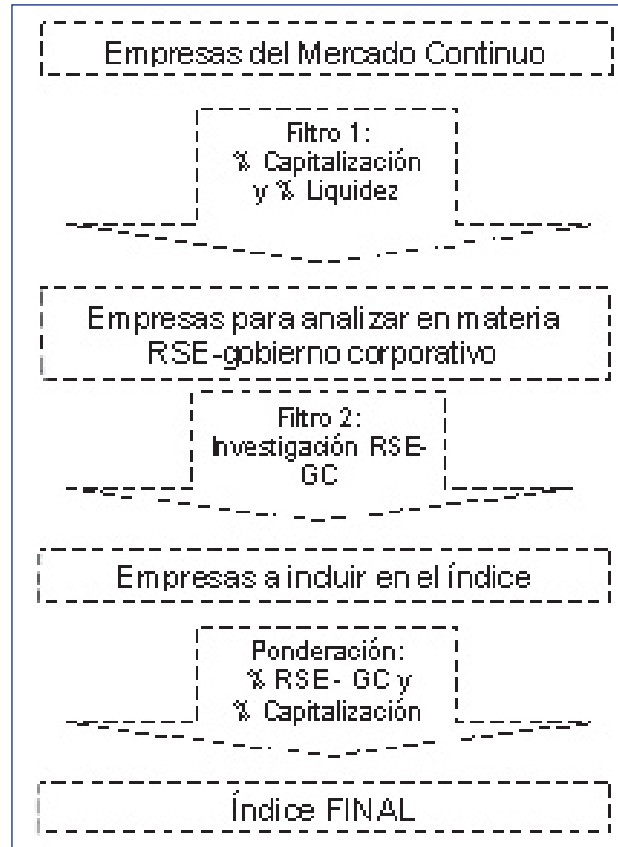 Empresas del Mercado Continuo
Filtro 1:
% Capitalización
y % Liquidez
Empresas para analizar en materia
RSE-gobierno corporativo
Filtro 2:
Investigación RSE-
GC
Empresas a incluir en el índice
Ponderación:
% RSE- GC y
% Capitalización
Índice FINAL